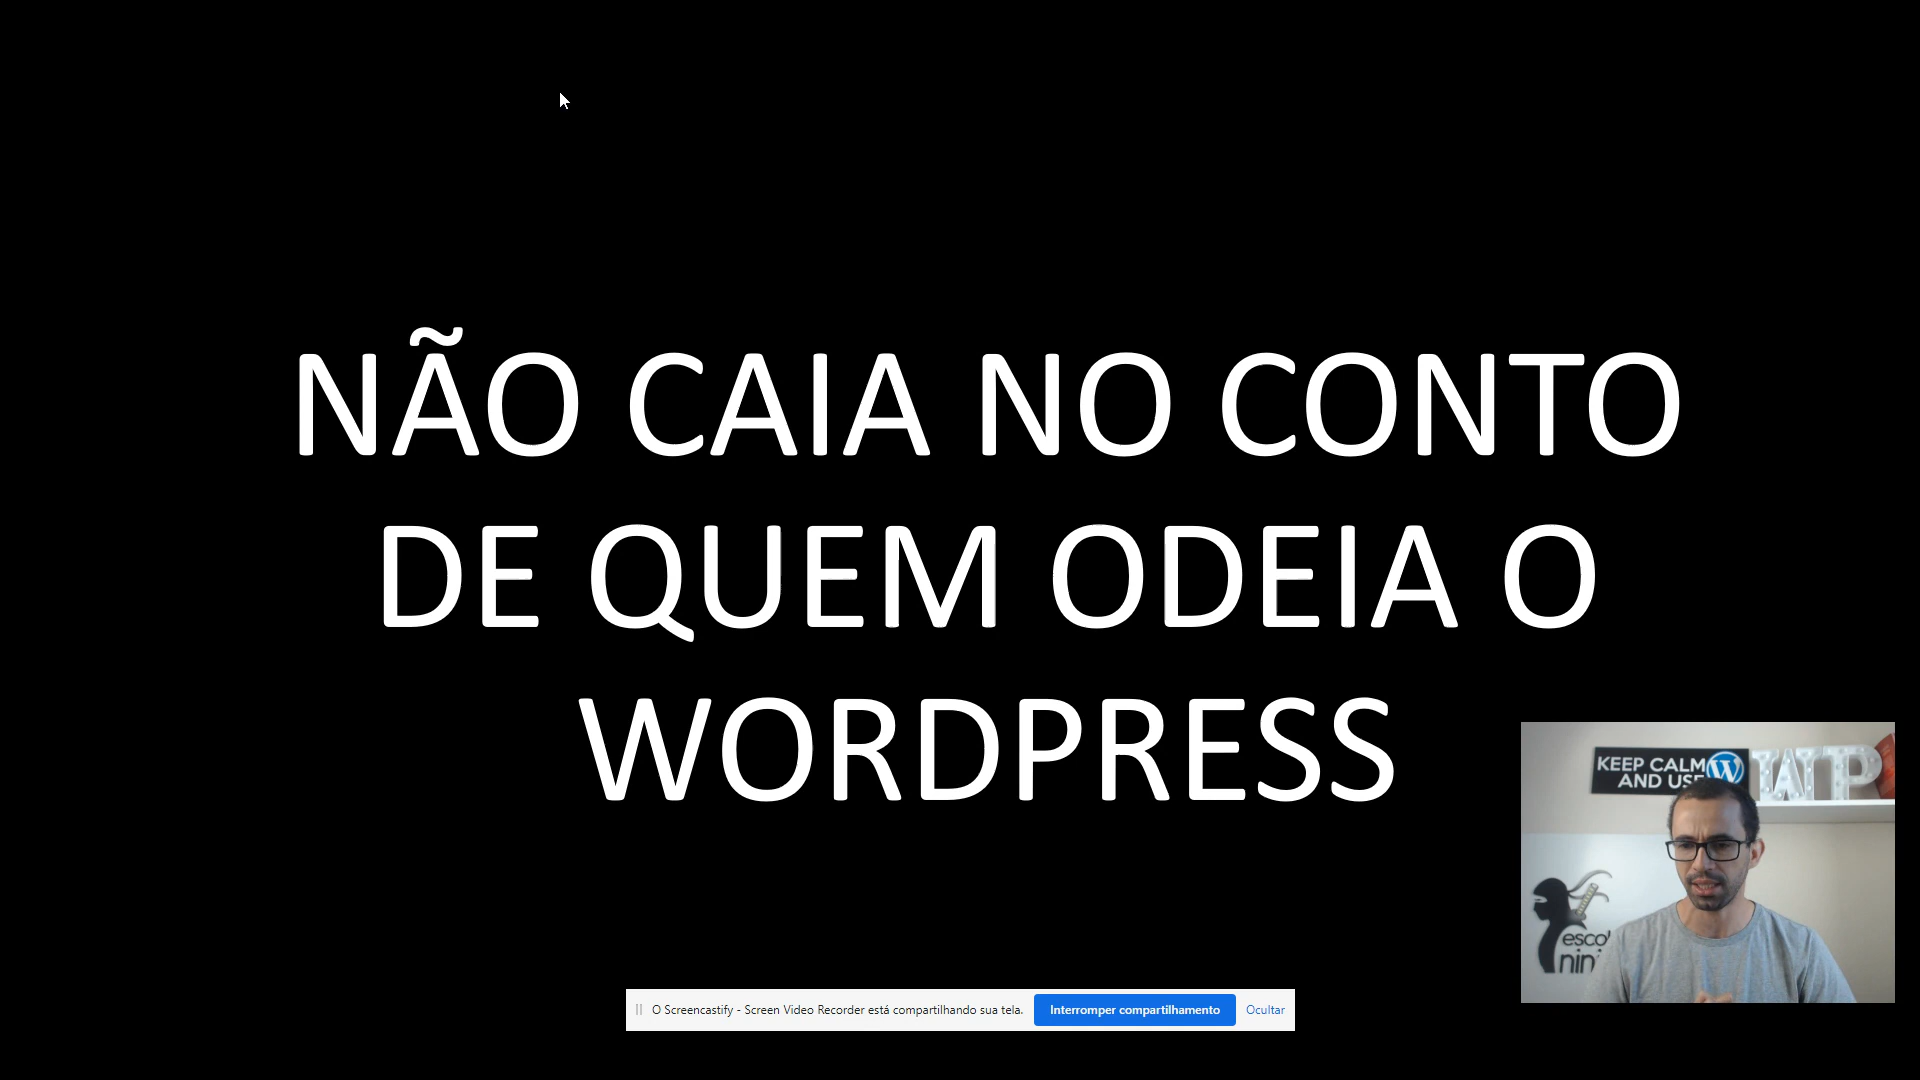 NÃO CAIA NO CONTO
DE QUEM ODEIA O
WORDPRESS
KEEP CALM
AND USE
W
WP
O Screencastify - Screen Video Recorder está compartilhando sua tela.
Interromper compartilhamento
Ocultar